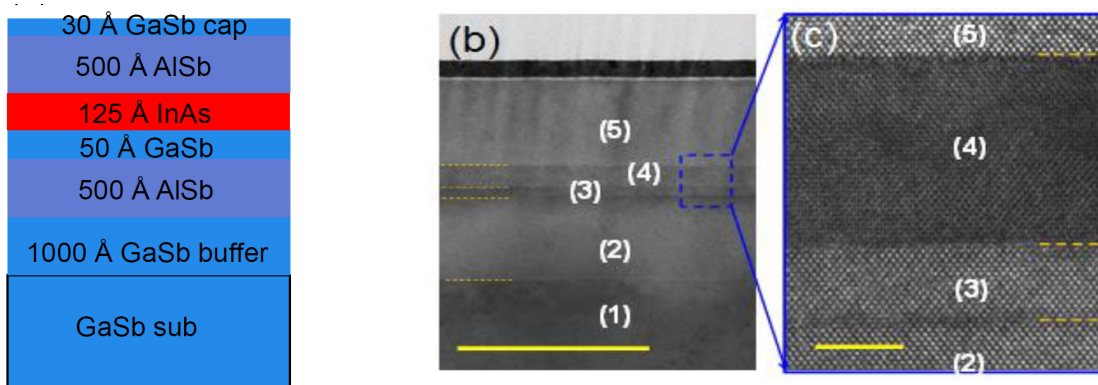 30 Å GaSb cap
500 Å AlSb
125 Å InAs
50 Å GaSb
500 Å AlSb
1000 Å GaSb buffer
GaSb sub
(b)
(5)
(4)
(3)
(2)
(1)
(c)
(5)
(4)
(3)
(2)